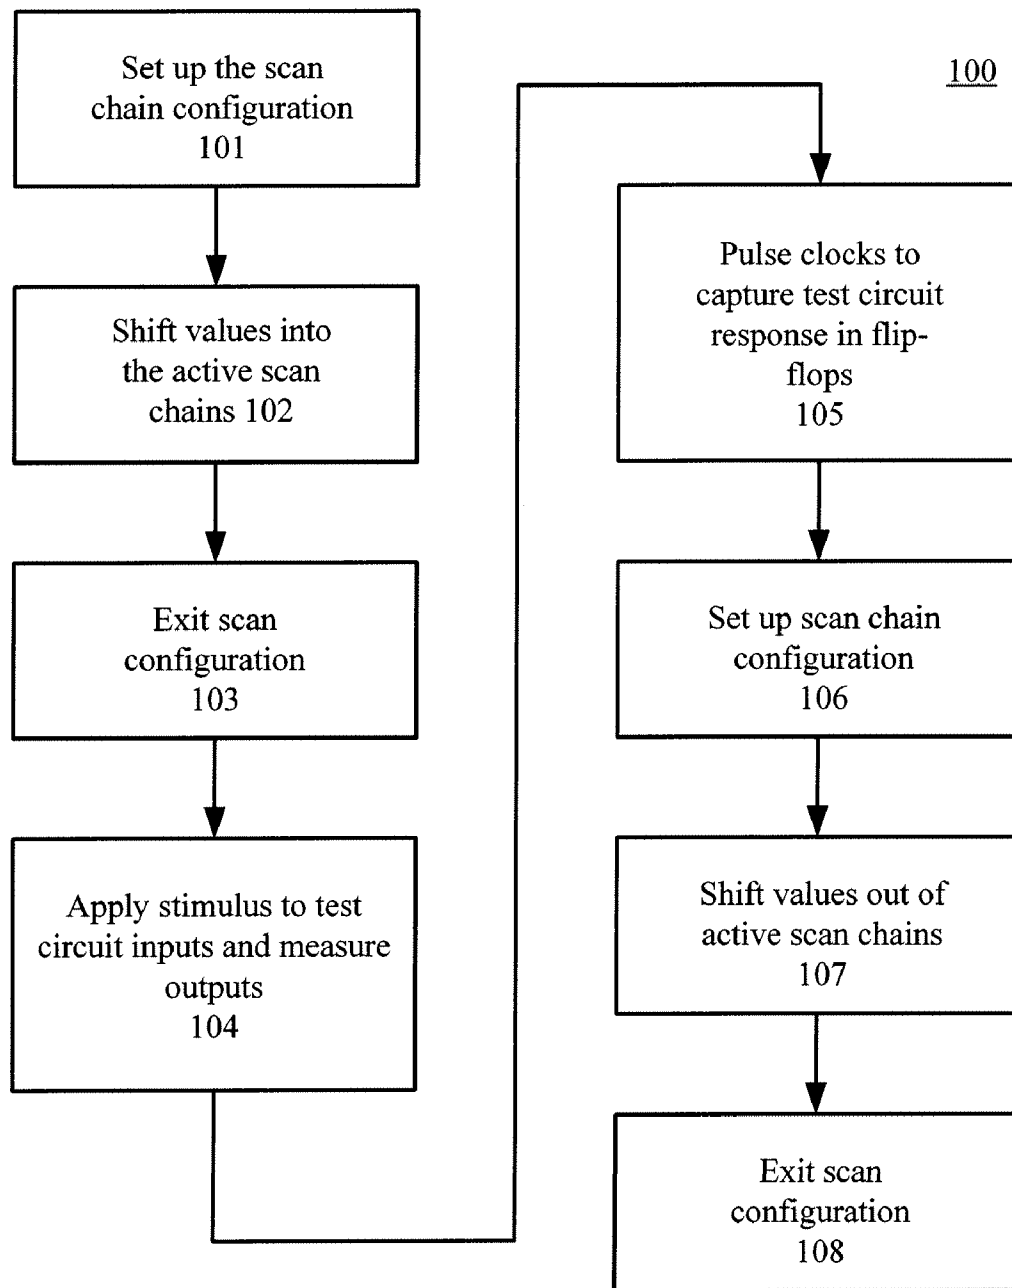 Set up the scan
chain configuration
101
Shift values into
the active scan
chains 102
Exit scan
configuration
103
Apply stimulus to test
circuit inputs and measure
outputs
104
100
Pulse clocks to
capture test circuit
response in flip-
flops
105
Set up scan chain
configuration
106
Shift values out of
active scan chains
107
Exit scan
configuration
108